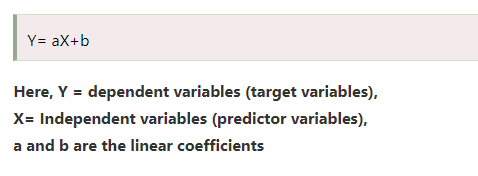 Y= aX+b
Here, Y = dependent variables (target variables),
X= Independent variables (predictor variables),
a and b are the linear coefficients